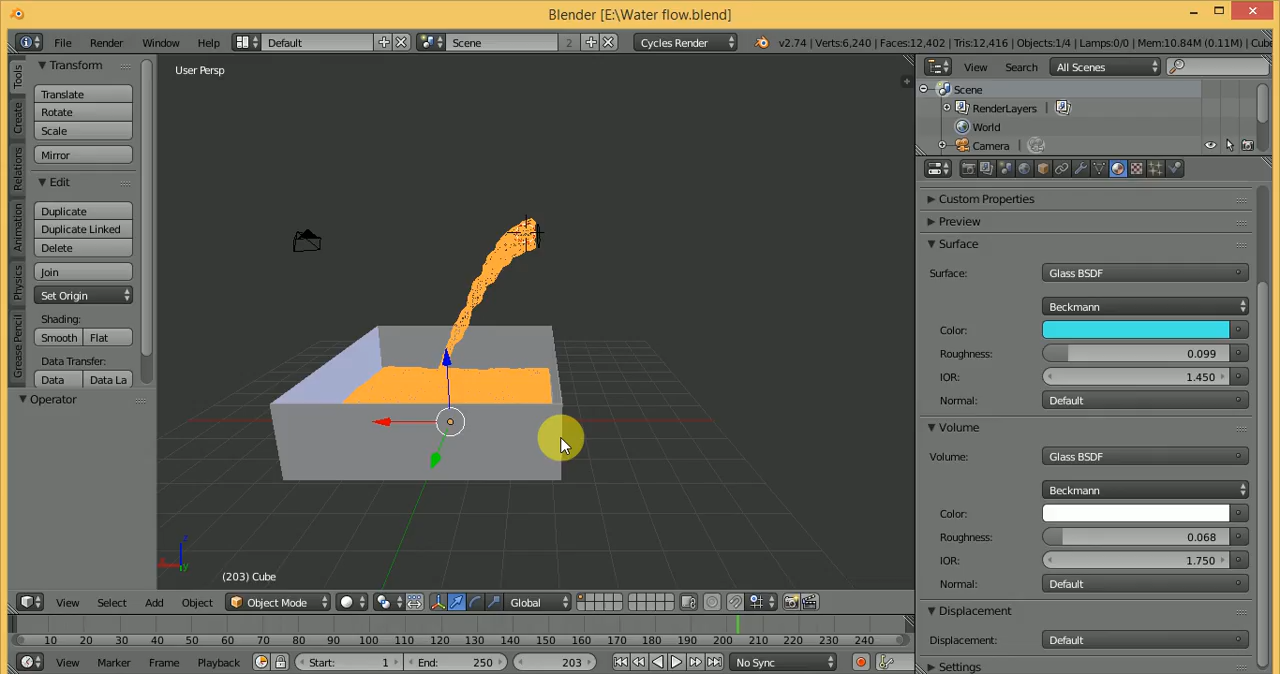 Blender [E:\Water flow.blend]
File Render Window Help Default Scene 2 Cycles Render v2.74 | Verts:6,240 | Faces:12,402 | Tris:12,416 | Objects:1/4 | Lamps:0/0 | Mem:10.84M (0.11M) | Cube
Tools
Create
Relations
Animation
Physics
Grease Pencil
Transform
Translate
Rotate
Scale
Mirror
Edit
Duplicate
Duplicate Linked
Delete
Join
Set Origin
Shading:
Smooth Flat
Data Transfer:
Data Data La
Operator
User Persp
z
y
(203) Cube
View Search All Scenes
Scene
RenderLayers
World
Camera
Custom Properties
Preview
Surface
Surface: Glass BSDF
Beckmann
Color:
Roughness: 0.099
IOR: 1.450
Normal: Default
Volume
Volume: Glass BSDF
Beckmann
Color:
Roughness: 0.068
IOR: 1.750
Normal: Default
Displacement
Displacement: Default
Settings
View Select Add Object Object Mode Global
10 20 30 40 50 60 70 80 90 100 110 120 130 140 150 160 170 180 190 200 210 220 230 240
View Marker Frame Playback Start: 1 End: 250 203 No Sync